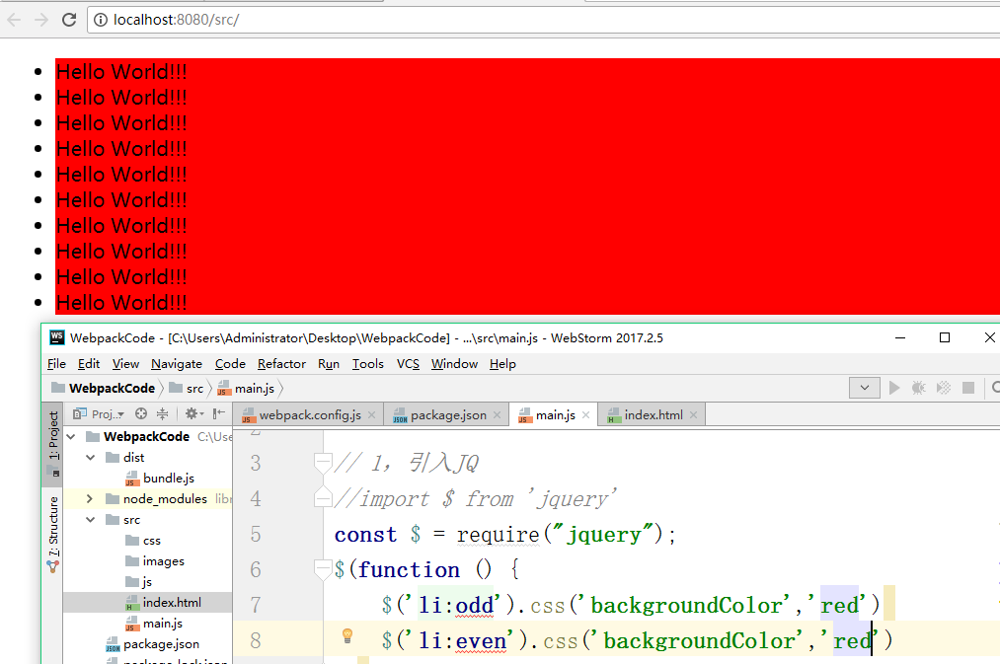 localhost:8080/src/
Hello World!!!
Hello World!!!
Hello World!!!
Hello World!!!
Hello World!!!
Hello World!!!
Hello World!!!
Hello World!!!
Hello World!!!
Hello World!!!
WS WebpackCode - [C:\Users\Administrator\Desktop\WebpackCode] - ...\src\main.js - WebStorm 2017.2.5
File Edit View Navigate Code Refactor Run Tools VCS Window Help
WebpackCode src main.js
1: Project
7: Structure
Proj..
webpack.config.js package.json main.js index.html
WebpackCode C:\Use
dist
bundle.js
node_modules libr
src
css
images
js
index.html
main.js
package.json
package-lock.json
2
3 // 1, 引入JQ
4 //import $ from 'jquery'
5 const $ = require("jquery");
6 $(function () {
7 $('li:odd').css('backgroundColor','red')
8 $('li:even').css('backgroundColor','red')